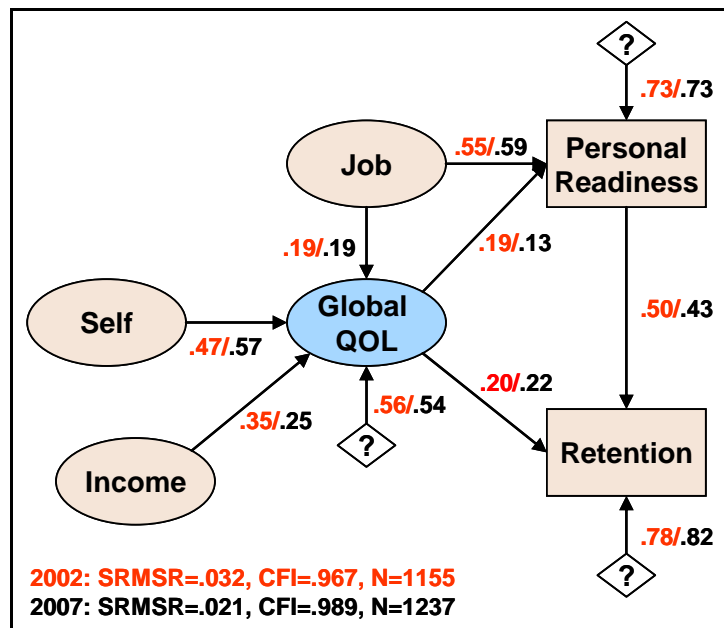 ?
.73/.73
.55/.59
Personal
Readiness
Job
.19/.19
.19/.13
Global
QOL
Self
.47/.57
.50/.43
.20/.22
.35/.25
.56/.54
?
Income
Retention
.78/.82
?
2002: SRMSR=.032, CFI=.967, N=1155
2007: SRMSR=.021, CFI=.989, N=1237